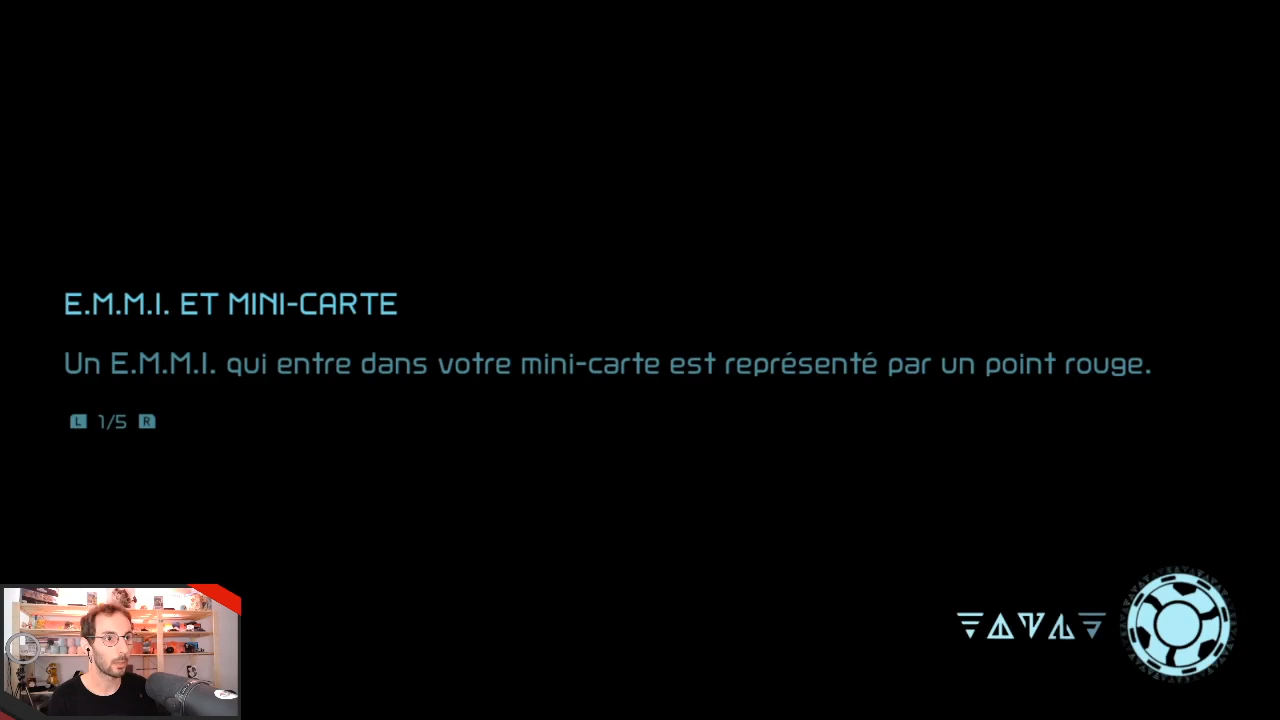 E.M.M.I. ET MINI-CARTE
Un E.M.M.I. qui entre dans votre mini-carte est représenté par un point rouge.
L 1/5 R